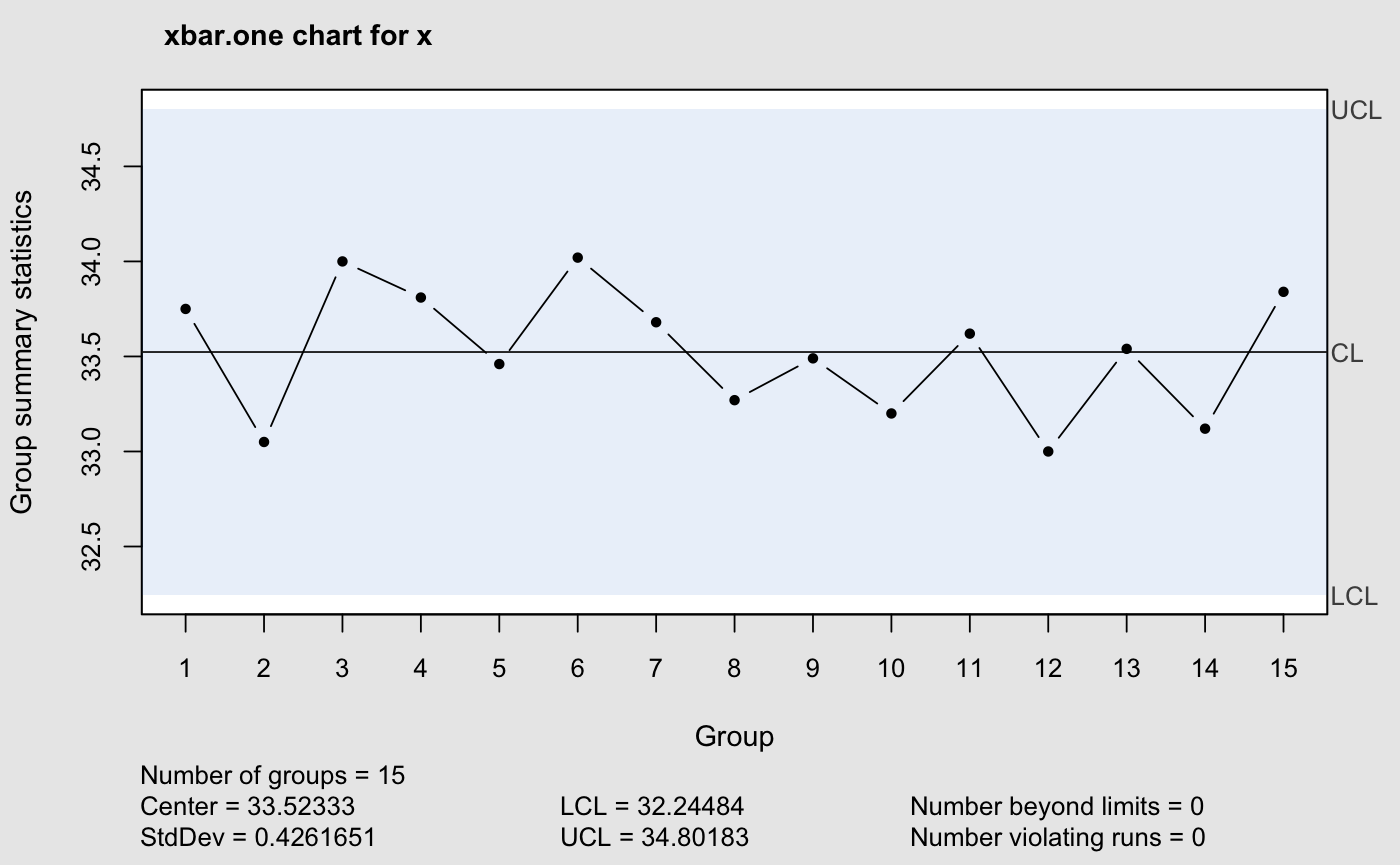 xbar.one chart for x
UCL
34.5
34.0
33.5
CL
33.0
32.5
LCL
Group summary statistics
1 2 3 4 5 6 7 8 9 10 11 12 13 14 15
Group
Number of groups = 15
Center = 33.52333 LCL = 32.24484 Number beyond limits = 0
StdDev = 0.4261651 UCL = 34.80183 Number violating runs = 0